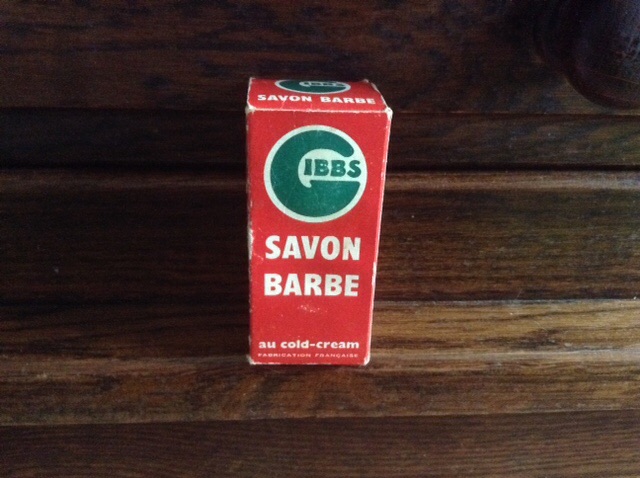 GIBBS
SAVON BARBE
GIBBS
SAVON
BARBE
au cold-cream
FABRICATION FRANÇAISE